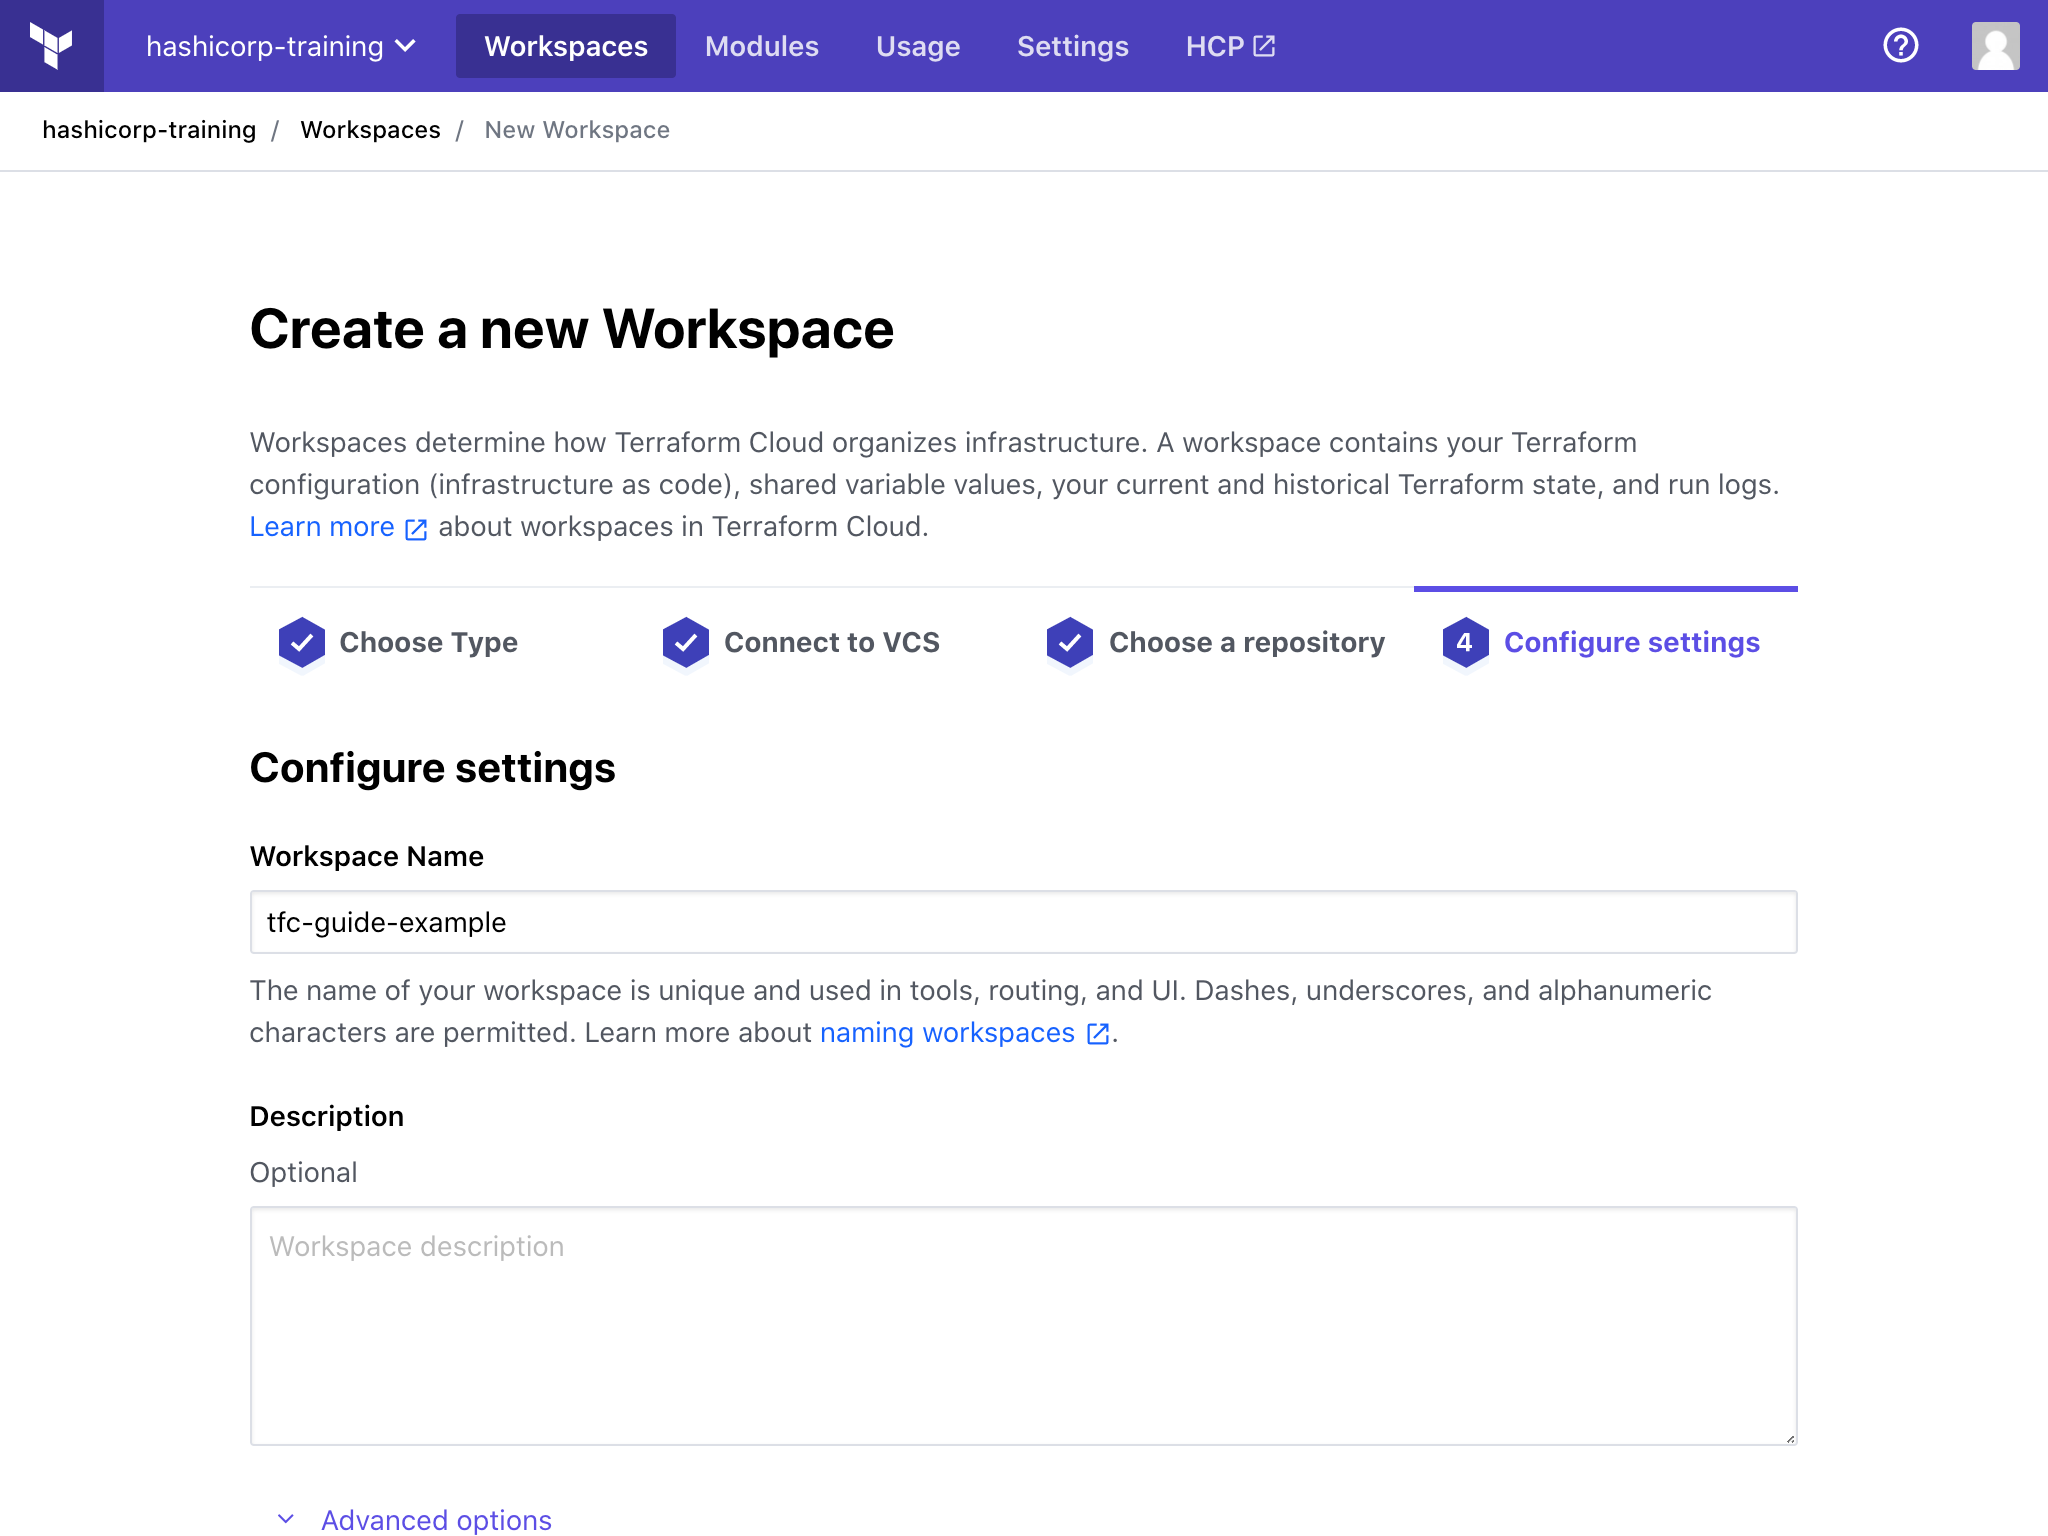 hashicorp-training Workspaces Modules Usage Settings HCP
hashicorp-training / Workspaces / New Workspace
Create a new Workspace
Workspaces determine how Terraform Cloud organizes infrastructure. A workspace contains your Terraform
configuration (infrastructure as code), shared variable values, your current and historical Terraform state, and run logs.
Learn more about workspaces in Terraform Cloud.
Choose Type Connect to VCS Choose a repository 4 Configure settings
Configure settings
Workspace Name
tfc-guide-example
The name of your workspace is unique and used in tools, routing, and UI. Dashes, underscores, and alphanumeric
characters are permitted. Learn more about naming workspaces .
Description
Optional
Workspace description
Advanced options